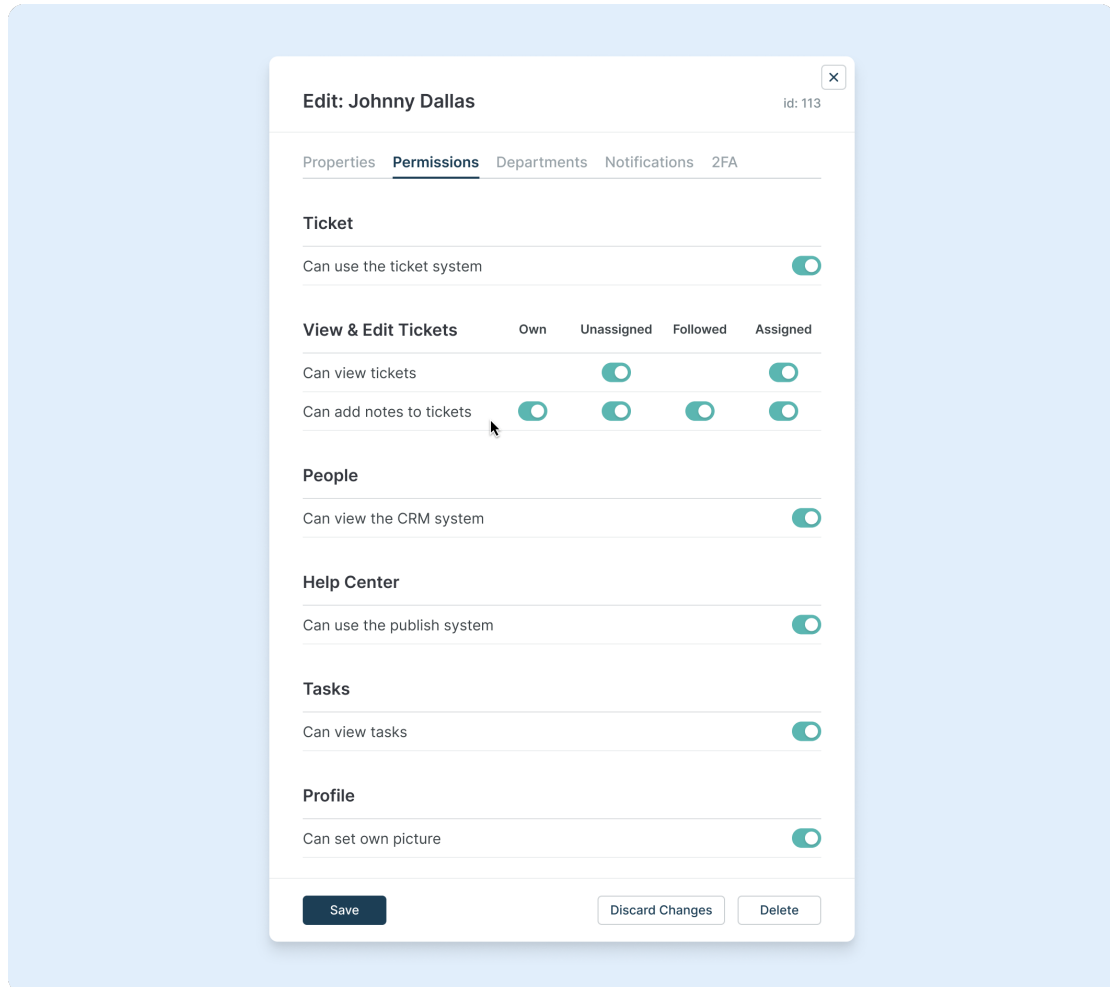 Edit: Johnny Dallas
id: 113
Properties Permissions Departments Notifications 2FA
Ticket
Can use the ticket system
View & Edit Tickets Own Unassigned Followed Assigned
Can view tickets
Can add notes to tickets
People
Can view the CRM system
Help Center
Can use the publish system
Tasks
Can view tasks
Profile
Can set own picture
Save Discard Changes Delete